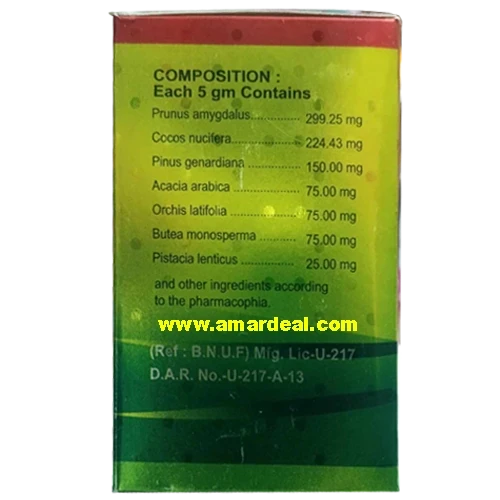 COMPOSITION :
Each 5 gm Contains
Prunus amygdalus.............. 299.25 mg
Cocos nucifera................... 224.43 mg
Pinus genardiana ............... 150.00 mg
Acacia arabica .................... 75.00 mg
Orchis latifolia .................... 75.00 mg
Butea monosperma ........... 75.00 mg
Pistacia lenticus ................. 25.00 mg
and other ingredients according
to the pharmacophia.
www.amardeal.com
(Ref : B.N.U.F) Mfg. Lic-U-217
D.A.R. No.-U-217-A-13